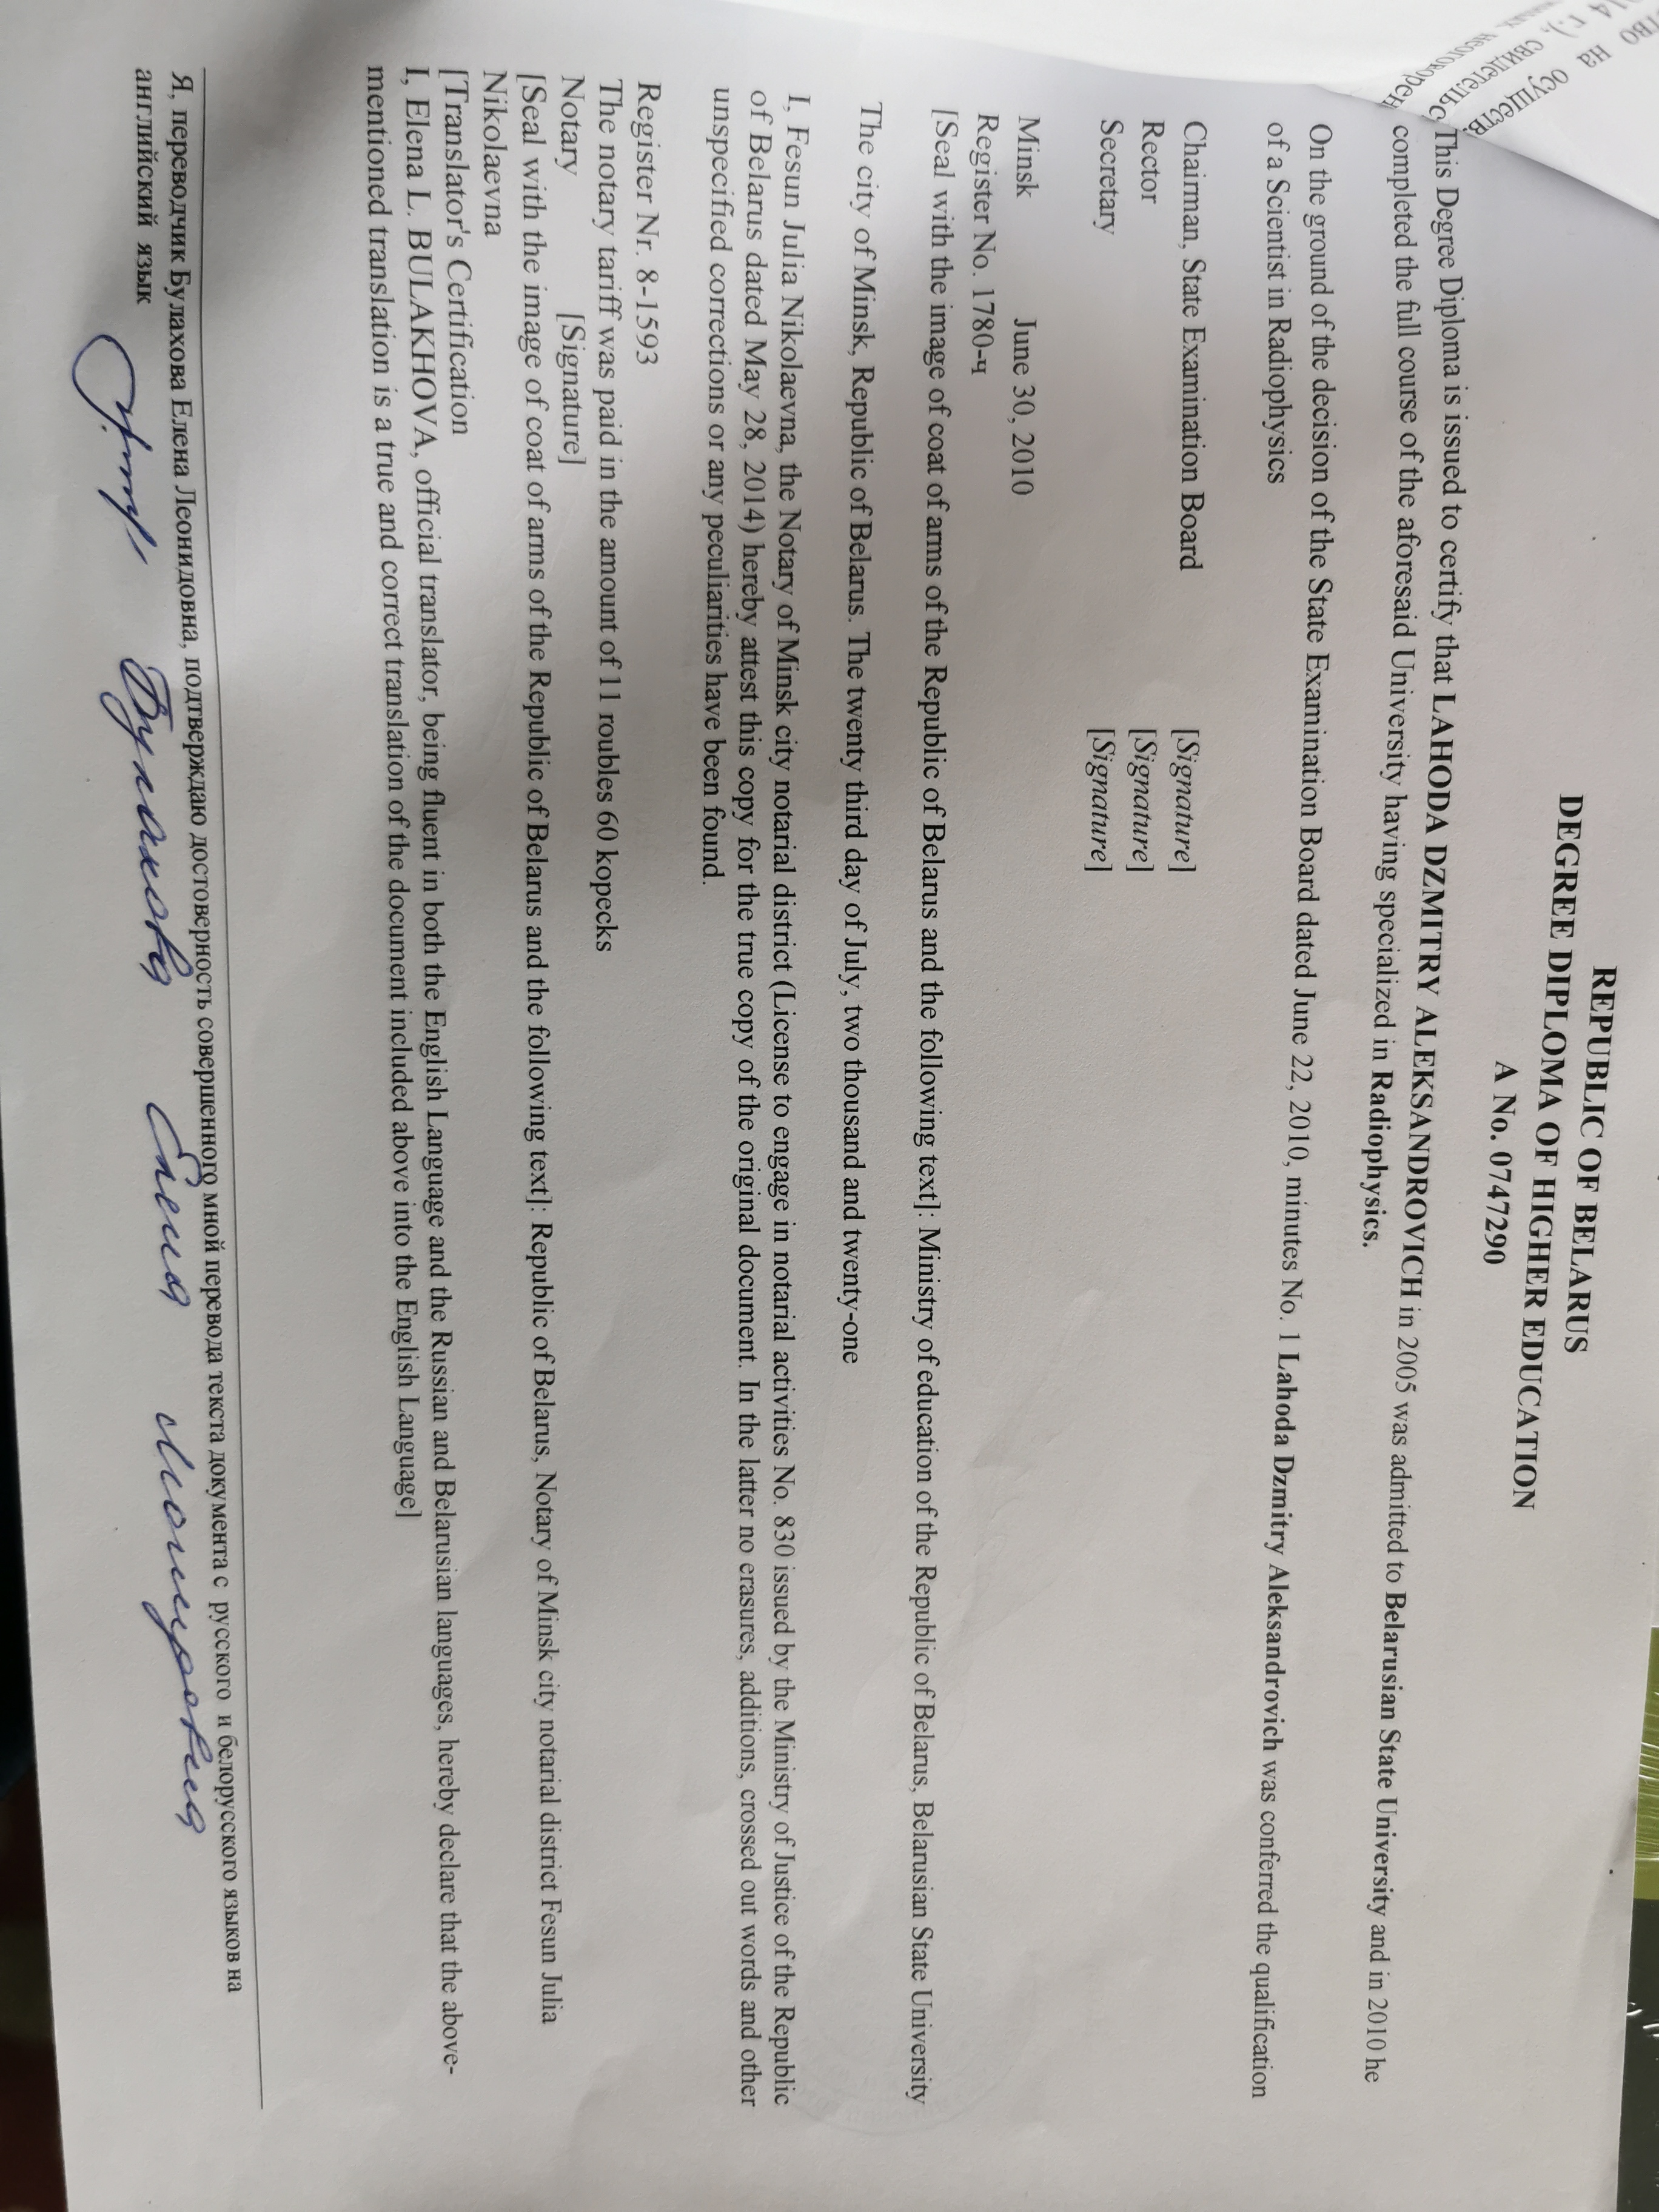 тво на осуществ
14 г.), свидетельс
неоговорен
REPUBLIC OF BELARUS
DEGREE DIPLOMA OF HIGHER EDUCATION
A No. 0747290
This Degree Diploma is issued to certify that LAHODA DZMITRY ALEKSANDROVICH in 2005 was admitted to Belarusian State University and in 2010 he
completed the full course of the aforesaid University having specialized in Radiophysics.
On the ground of the decision of the State Examination Board dated June 22, 2010, minutes No. 1 Lahoda Dzmitry Aleksandrovich was conferred the qualification
of a Scientist in Radiophysics
Chairman, State Examination Board [Signature]
Rector [Signature]
Secretary [Signature]
Minsk June 30, 2010
Register No. 1780-ч
[Seal with the image of coat of arms of the Republic of Belarus and the following text]: Ministry of education of the Republic of Belarus, Belarusian State University
The city of Minsk, Republic of Belarus. The twenty third day of July, two thousand and twenty-one
I, Fesun Julia Nikolaevna, the Notary of Minsk city notarial district (License to engage in notarial activities No. 830 issued by the Ministry of Justice of the Republic
of Belarus dated May 28, 2014) hereby attest this copy for the true copy of the original document. In the latter no erasures, additions, crossed out words and other
unspecified corrections or any peculiarities have been found.
Register Nr. 8-1593
The notary tariff was paid in the amount of 11 roubles 60 kopecks
Notary [Signature]
[Seal with the image of coat of arms of the Republic of Belarus and the following text]: Republic of Belarus, Notary of Minsk city notarial district Fesun Julia
Nikolaevna
[Translator's Certification
I, Elena L. BULAKHOVA, official translator, being fluent in both the English Language and the Russian and Belarusian languages, hereby declare that the above-
mentioned translation is a true and correct translation of the document included above into the English Language]
Я, переводчик Булахова Елена Леонидовна, подтверждаю достоверность совершенного мной перевода текста документа с русского и белорусского языков на
английский язык
Булахова Елена Леонидовна